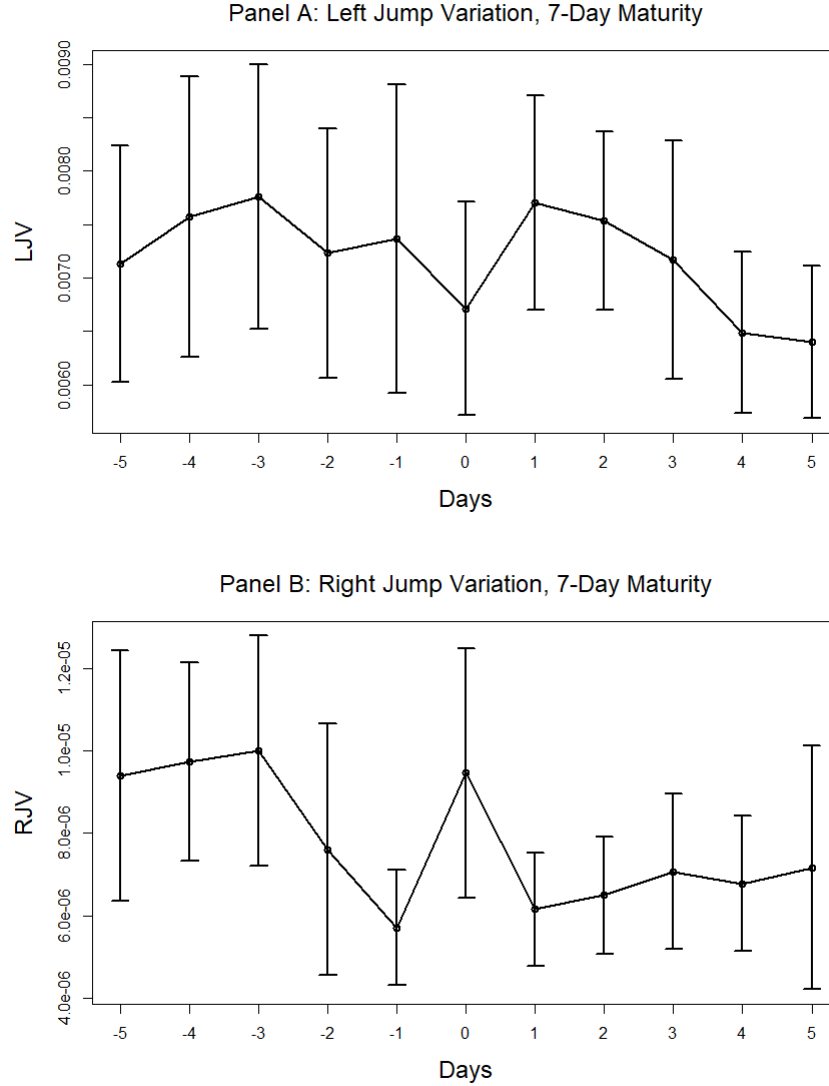 Panel A: Left Jump Variation, 7-Day Maturity
0.0090
0.0080
0.0070
0.0060
LJV
-5 -4 -3 -2 -1 0 1 2 3 4 5
Days
Panel B: Right Jump Variation, 7-Day Maturity
1.2e-05
1.0e-05
8.0e-06
6.0e-06
4.0e-06
RJV
-5 -4 -3 -2 -1 0 1 2 3 4 5
Days